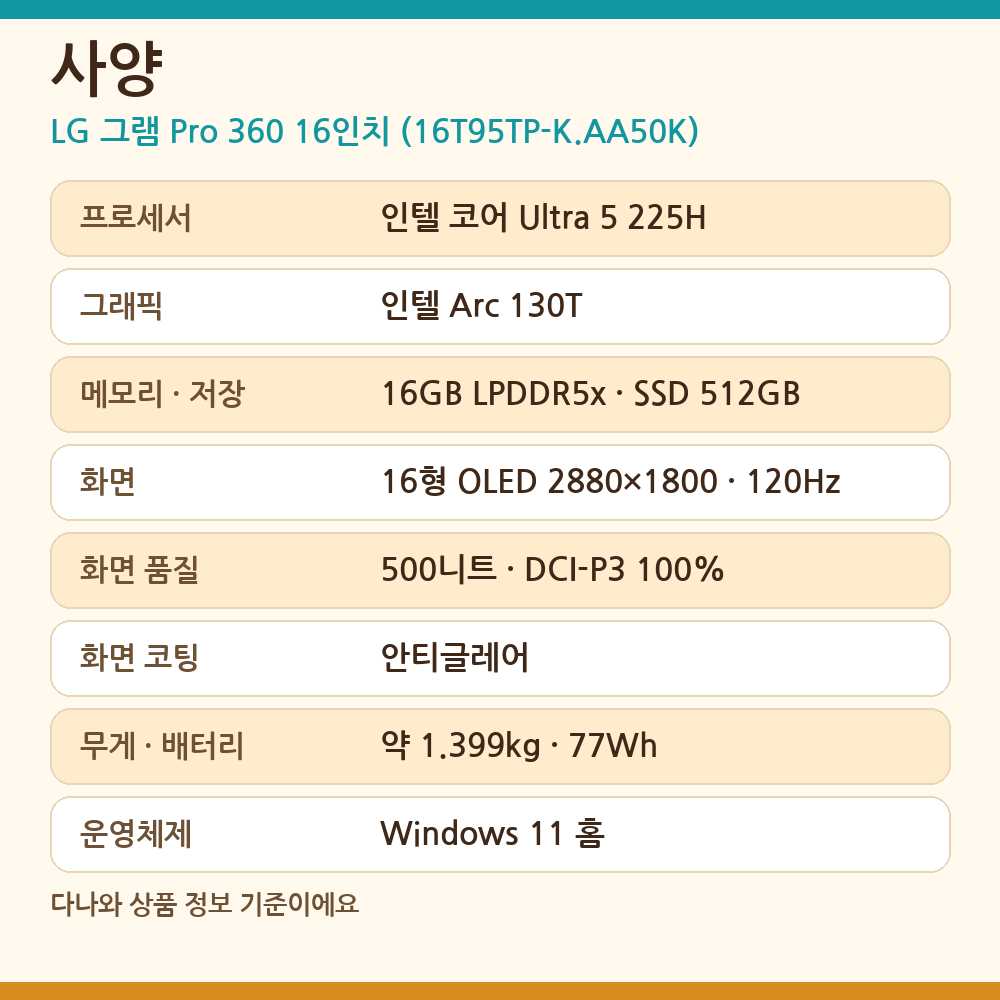 사양
LG 그램 Pro 360 16인치 (16T95TP-K.AA50K)
프로세서 인텔 코어 Ultra 5 225H
그래픽 인텔 Arc 130T
메모리 · 저장 16GB LPDDR5x · SSD 512GB
화면 16형 OLED 2880×1800 · 120Hz
화면 품질 500니트 · DCI-P3 100%
화면 코팅 안티글레어
무게 · 배터리 약 1.399kg · 77Wh
운영체제 Windows 11 홈
다나와 상품 정보 기준이에요